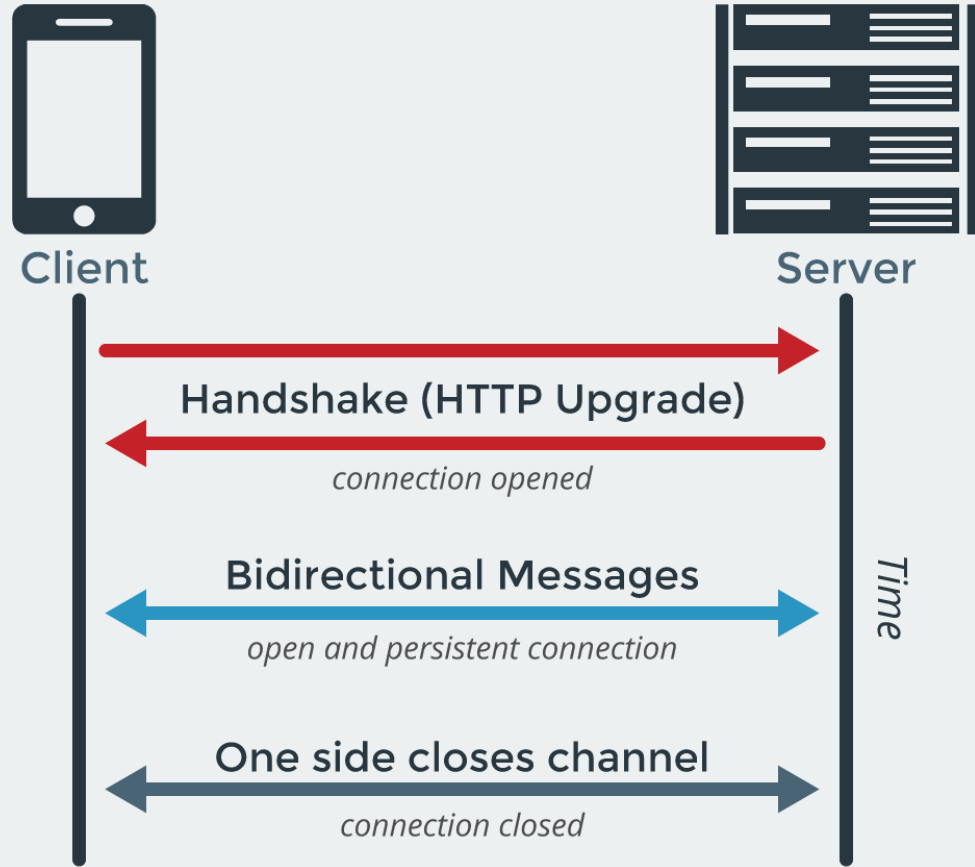 Client
Server
Handshake (HTTP Upgrade)
connection opened
Bidirectional Messages
open and persistent connection
Time
One side closes channel
connection closed